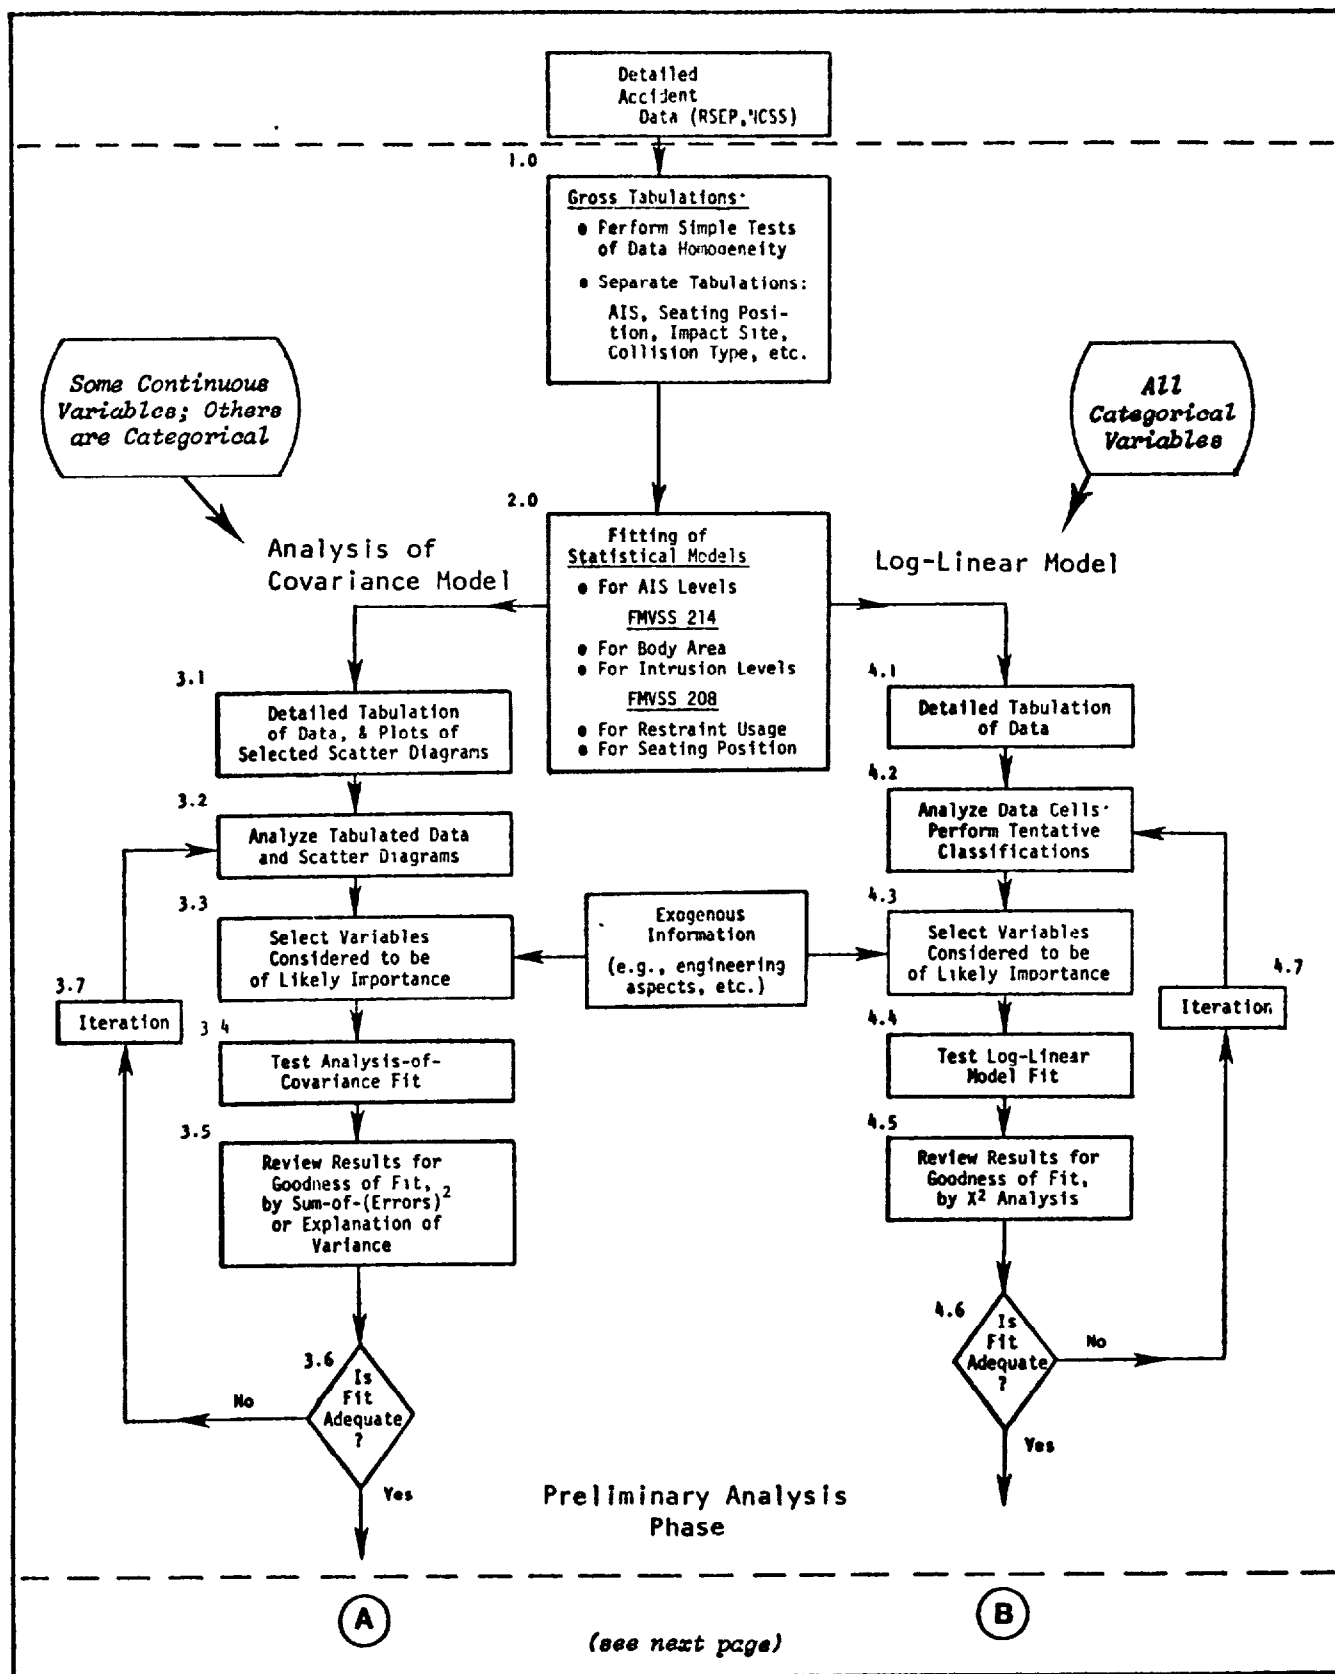 Detailed
Accident
Data (RSEP, NCSS)
1.0
Gross Tabulations:
• Perform Simple Tests
of Data Homogeneity
• Separate Tabulations:
AIS, Seating Posi-
tion, Impact Site,
Collision Type, etc.
Some Continuous
Variables; Others
are Categorical
All
Categorical
Variables
2.0
Fitting of
Statistical Models
• For AIS Levels
FMVSS 214
• For Body Area
• For Intrusion Levels
FMVSS 208
• For Restraint Usage
• For Seating Position
Analysis of
Covariance Model
Log-Linear Model
3.1
Detailed Tabulation
of Data, & Plots of
Selected Scatter Diagrams
3.2
Analyze Tabulated Data
and Scatter Diagrams
3.3
Select Variables
Considered to be
of Likely Importance
3.7
Iteration
3 4
Test Analysis-of-
Covariance Fit
3.5
Review Results for
Goodness of Fit,
by Sum-of-(Errors)²
or Explanation of
Variance
3.6
Is
Fit
Adequate
?
No
Yes
Exogenous
Information
(e.g., engineering
aspects, etc.)
4.1
Detailed Tabulation
of Data
4.2
Analyze Data Cells·
Perform Tentative
Classifications
4.3
Select Variables
Considered to be
of Likely Importance
4.7
Iteration
4.4
Test Log-Linear
Model Fit
4.5
Review Results for
Goodness of Fit,
by X² Analysis
4.6
Is
Fit
Adequate
?
No
Yes
Preliminary Analysis
Phase
A
B
(see next page)